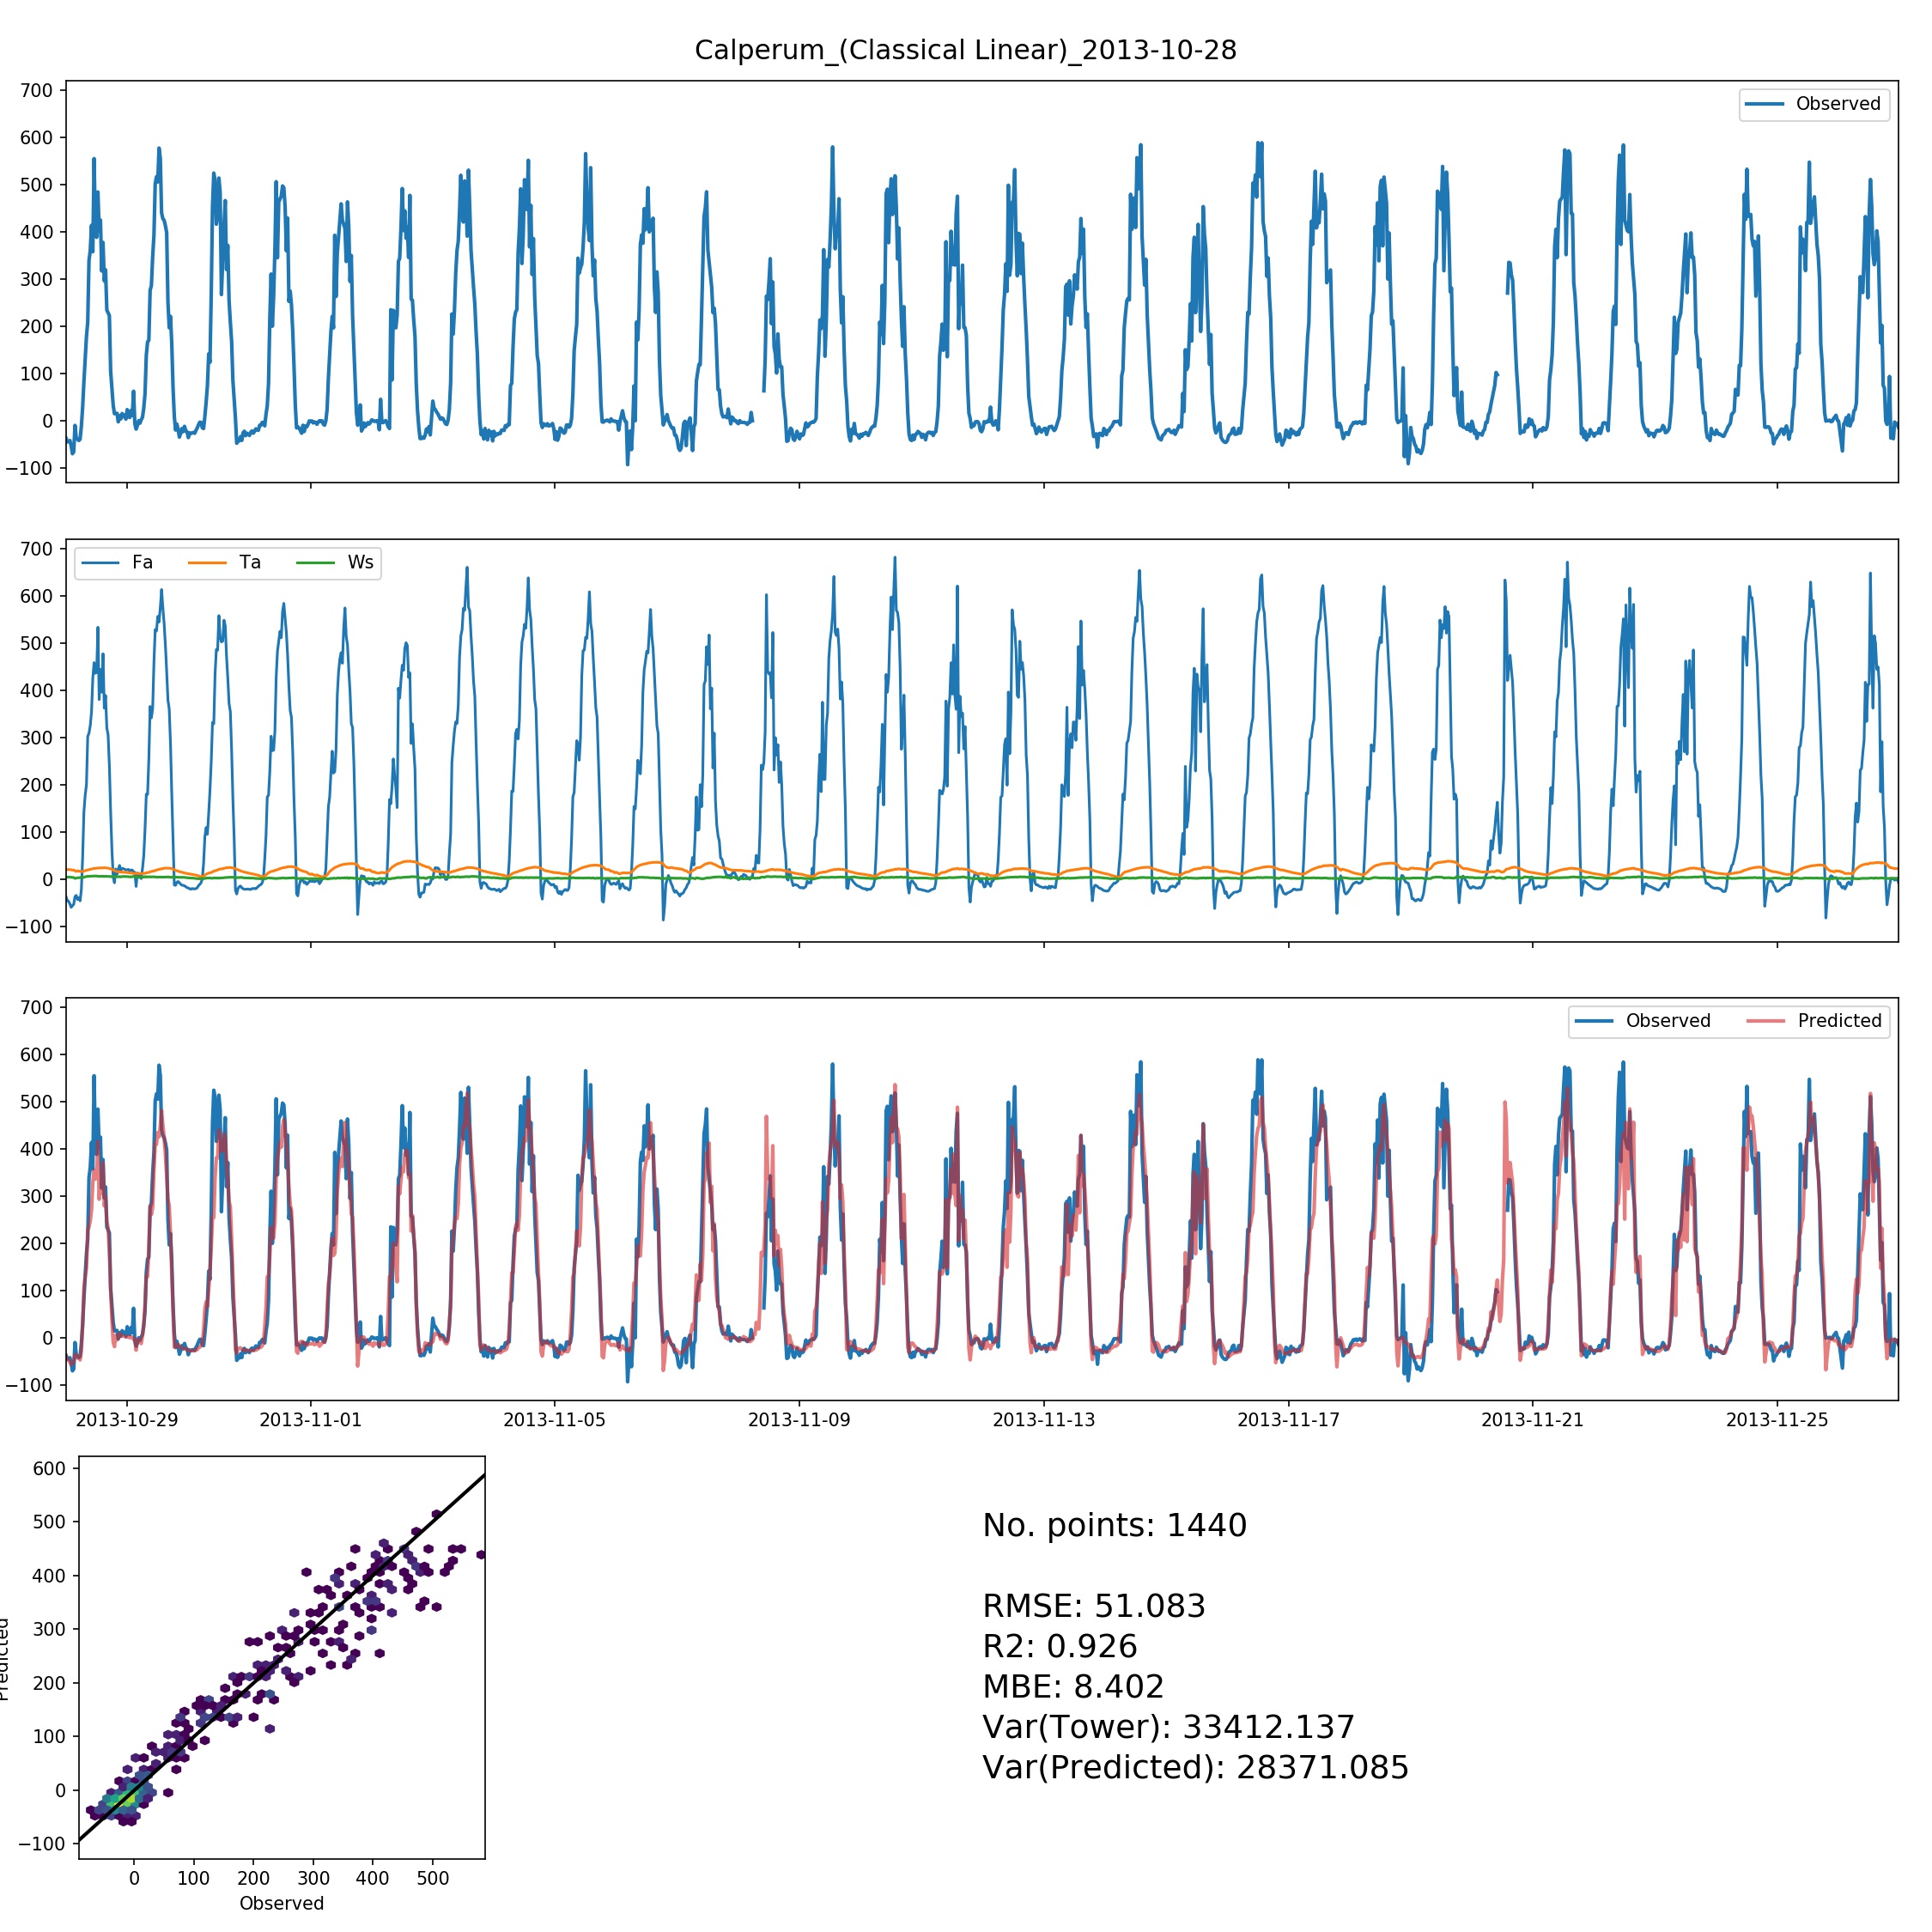 Calperum_(Classical Linear)_2013-10-28
700
600
500
400
300
200
100
0
−100
Observed
700
600
500
400
300
200
100
0
−100
Fa Ta Ws
700
600
500
400
300
200
100
0
−100
Observed Predicted
2013-10-29 2013-11-01 2013-11-05 2013-11-09 2013-11-13 2013-11-17 2013-11-21 2013-11-25
600
500
400
300
200
100
0
−100
Predicted
0 100 200 300 400 500
Observed
No. points: 1440
RMSE: 51.083
R2: 0.926
MBE: 8.402
Var(Tower): 33412.137
Var(Predicted): 28371.085